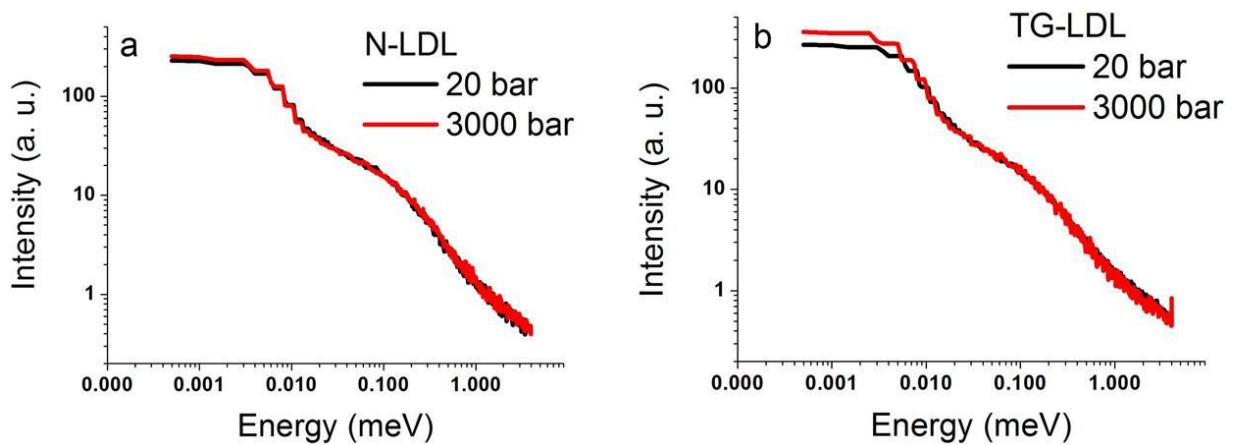 a
N-LDL
20 bar
3000 bar
100
10
1
Intensity (a. u.)
0.000 0.001 0.010 0.100 1.000
Energy (meV)
b
TG-LDL
20 bar
3000 bar
100
10
1
Intensity (a. u.)
0.000 0.001 0.010 0.100 1.000
Energy (meV)